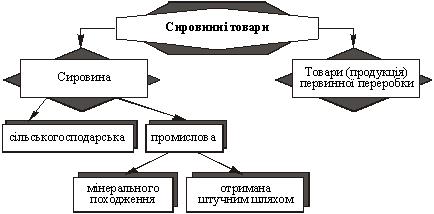 Сировинні товари
Сировина
Товари (продукція)
первинної переробки
сільськогосподарська
промислова
мінерального
походження
отримана
штучним шляхом